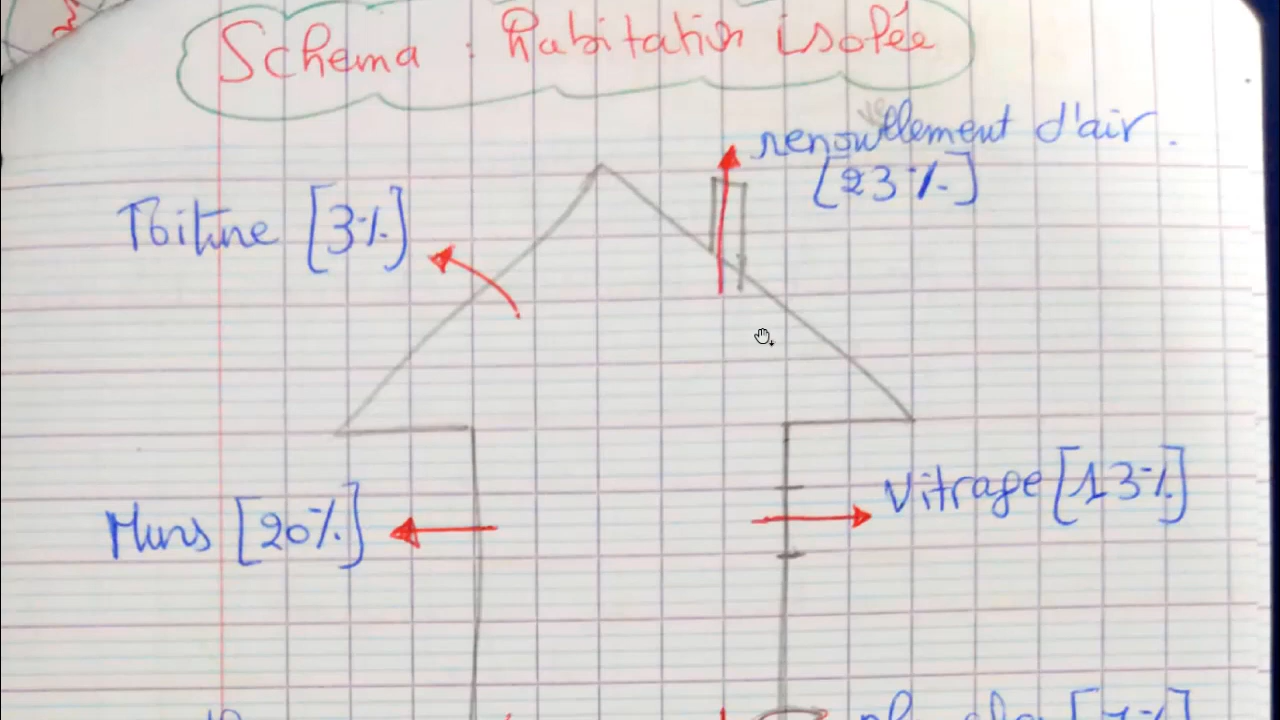 Schema : habitation isolée
renouvellement d'air.
[23%]
Toiture [3%]
Vitrage [13%]
Murs [20%]